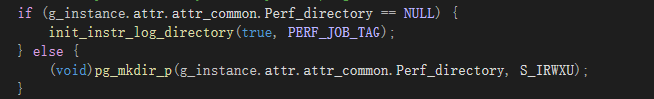 if (g_instance.attr.attr_common.Perf_directory == NULL) {
    init_instr_log_directory(true, PERF_JOB_TAG);
} else {
    (void)pg_mkdir_p(g_instance.attr.attr_common.Perf_directory, S_IRWXU);
}